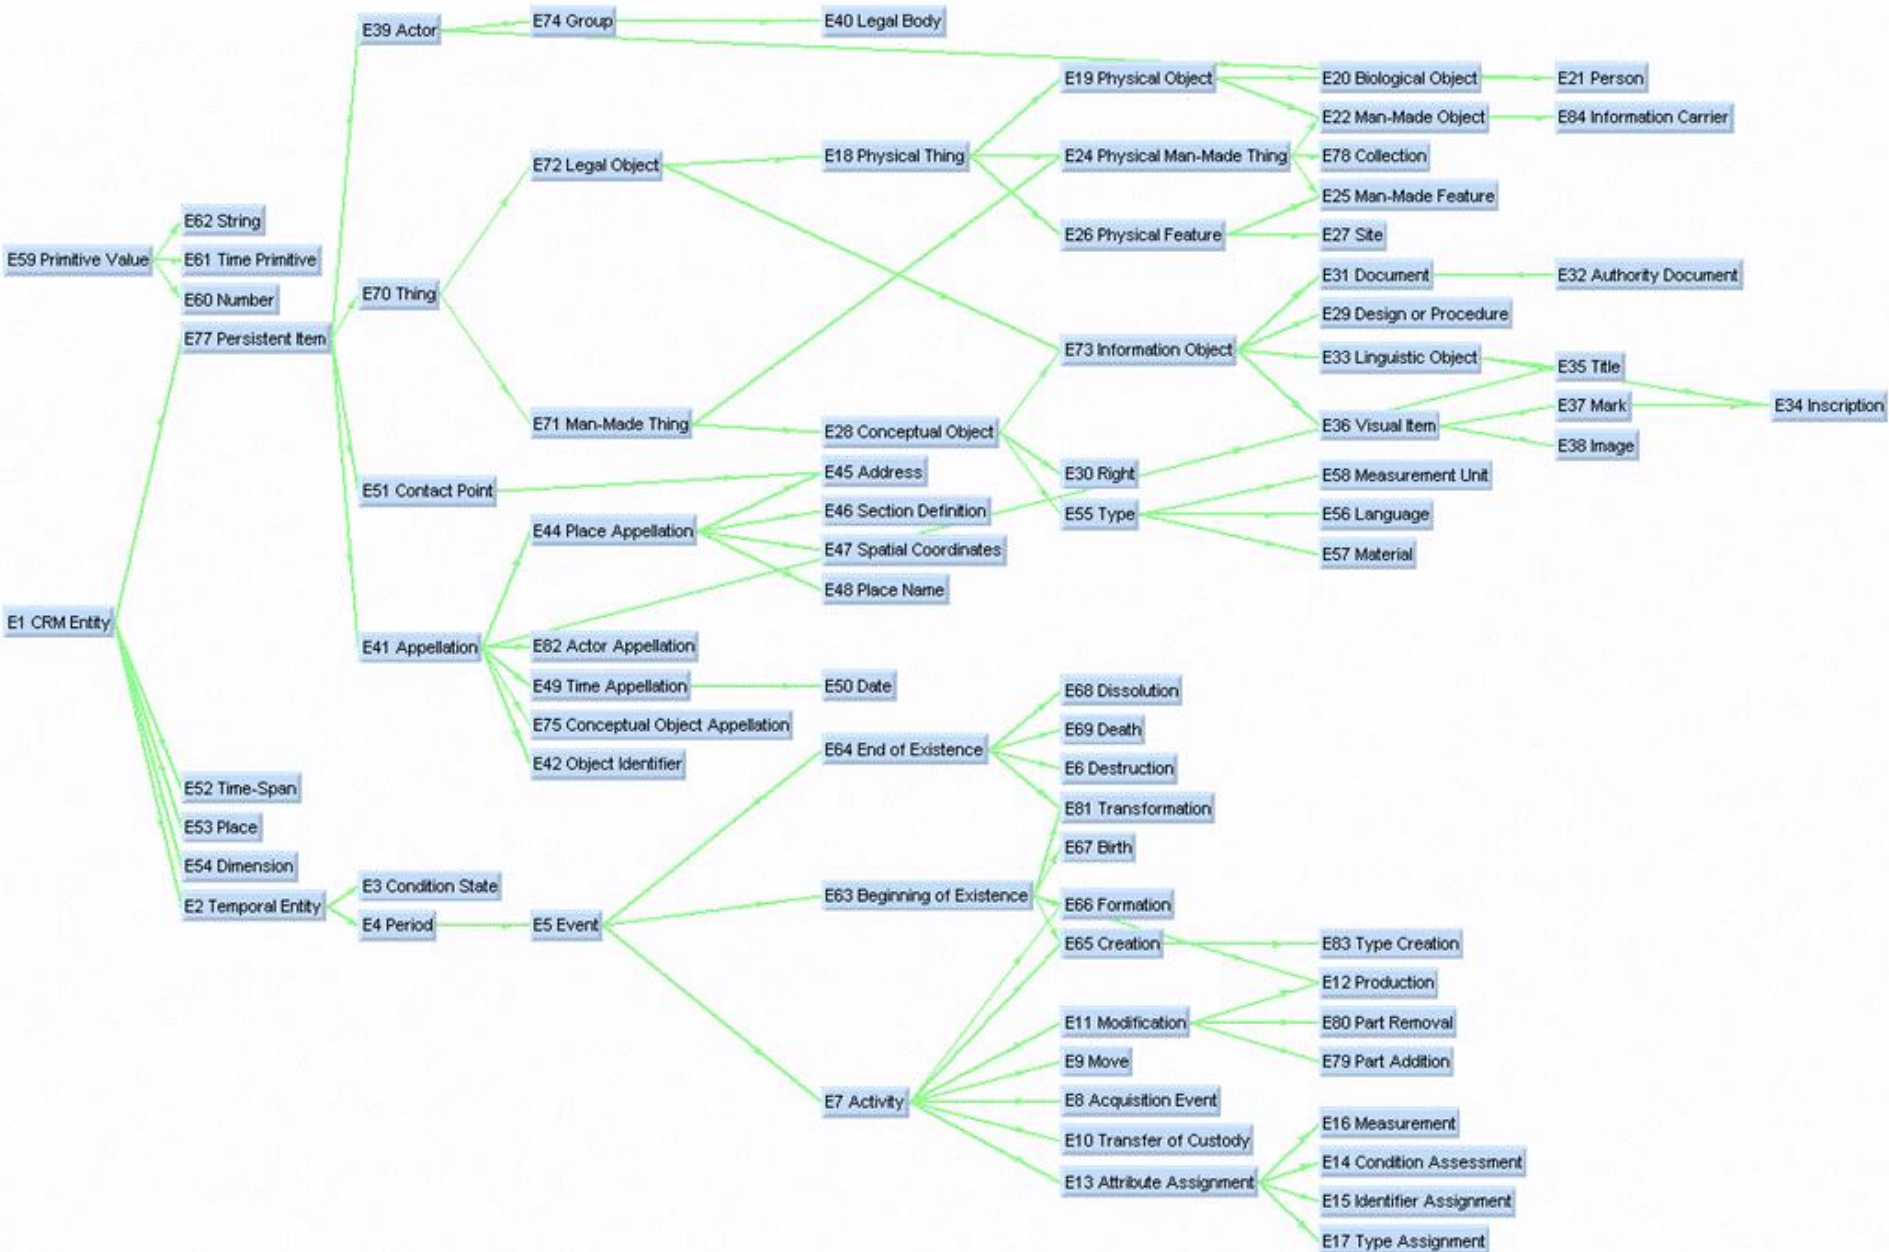 E39 Actor
E74 Group
E40 Legal Body
E19 Physical Object
E20 Biological Object
E21 Person
E22 Man-Made Object
E84 Information Carrier
E72 Legal Object
E18 Physical Thing
E24 Physical Man-Made Thing
E78 Collection
E25 Man-Made Feature
E26 Physical Feature
E27 Site
E62 String
E59 Primitive Value
E61 Time Primitive
E60 Number
E31 Document
E32 Authority Document
E70 Thing
E29 Design or Procedure
E77 Persistent Item
E73 Information Object
E33 Linguistic Object
E35 Title
E37 Mark
E34 Inscription
E71 Man-Made Thing
E28 Conceptual Object
E36 Visual Item
E38 Image
E45 Address
E30 Right
E58 Measurement Unit
E51 Contact Point
E46 Section Definition
E55 Type
E56 Language
E44 Place Appellation
E47 Spatial Coordinates
E57 Material
E48 Place Name
E1 CRM Entity
E41 Appellation
E82 Actor Appellation
E49 Time Appellation
E50 Date
E68 Dissolution
E75 Conceptual Object Appellation
E69 Death
E64 End of Existence
E42 Object Identifier
E6 Destruction
E52 Time-Span
E81 Transformation
E53 Place
E67 Birth
E54 Dimension
E3 Condition State
E63 Beginning of Existence
E2 Temporal Entity
E66 Formation
E4 Period
E5 Event
E65 Creation
E83 Type Creation
E12 Production
E11 Modification
E80 Part Removal
E9 Move
E79 Part Addition
E7 Activity
E8 Acquisition Event
E16 Measurement
E10 Transfer of Custody
E14 Condition Assessment
E13 Attribute Assignment
E15 Identifier Assignment
E17 Type Assignment